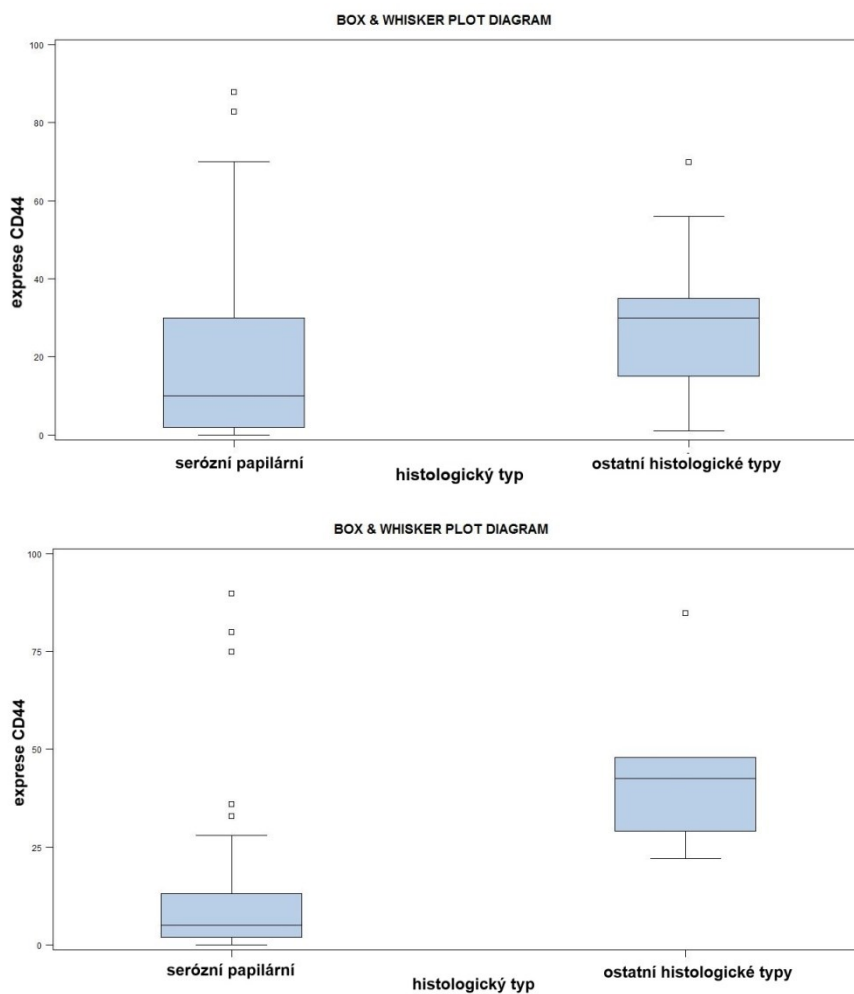 BOX & WHISKER PLOT DIAGRAM
100
80
60
40
20
0
exprese CD44
serózní papilární
ostatní histologické typy
histologický typ
BOX & WHISKER PLOT DIAGRAM
100
75
50
25
0
exprese CD44
serózní papilární
ostatní histologické typy
histologický typ